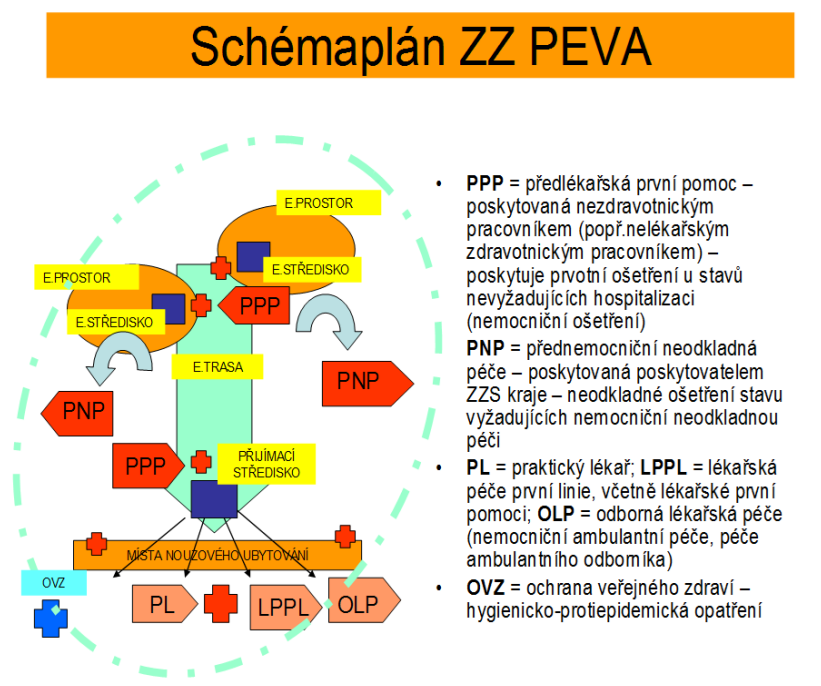 Schémaplán ZZ PEVA
E.PROSTOR
E.STŘEDISKO
E.PROSTOR
E.STŘEDISKO
PPP
E.TRASA
PNP
PNP
PPP
PŘIJÍMACÍ
STŘEDISKO
MÍSTA NOUZOVÉHO UBYTOVÁNÍ
OVZ
PL
LPPL
OLP
• PPP = předlékařská první pomoc –
poskytovaná nezdravotnickým
pracovníkem (popř.nelékařským
zdravotnickým pracovníkem) –
poskytuje prvotní ošetření u stavů
nevyžadujících hospitalizaci
(nemocniční ošetření)
PNP = přednemocniční neodkladná
péče – poskytovaná poskytovatelem
ZZS kraje – neodkladné ošetření stavu
vyžadujících nemocniční neodkladnou
péči
• PL = praktický lékař; LPPL = lékařská
péče první linie, včetně lékařské první
pomoci; OLP = odborná lékařská péče
(nemocniční ambulantní péče, péče
ambulantního odborníka)
• OVZ = ochrana veřejného zdraví –
hygienicko-protiepidemická opatření